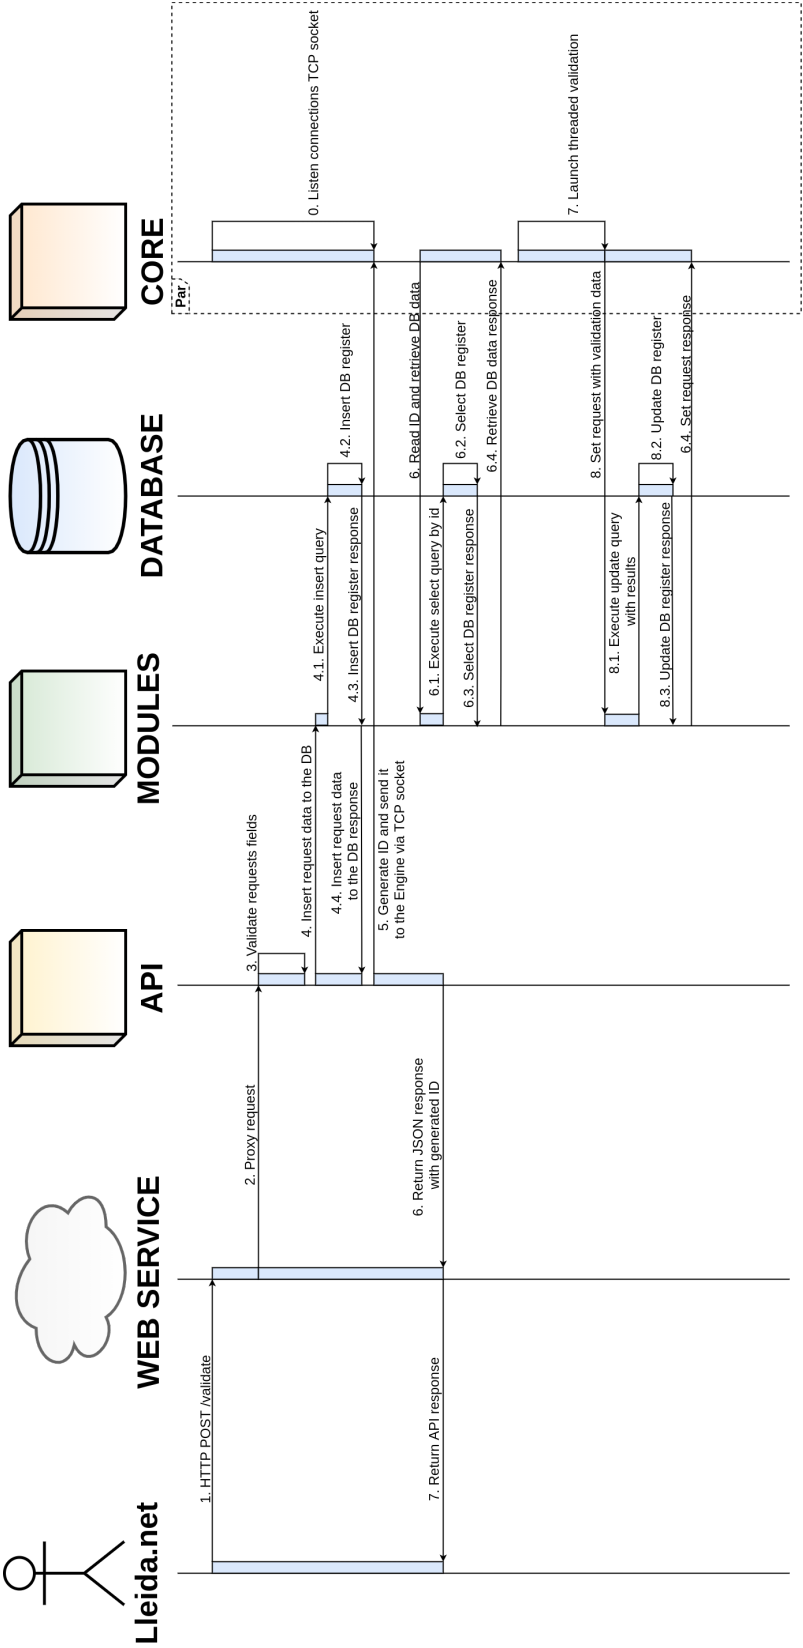 Lleida.net
WEB SERVICE
API
MODULES
DATABASE
CORE
Par
0. Listen connections TCP socket
1. HTTP POST /validate
2. Proxy request
3. Validate requests fields
4. Insert request data to the DB
4.1. Execute insert query
4.2. Insert DB register
4.3. Insert DB register response
4.4. Insert request data
to the DB response
5. Generate ID and send it
to the Engine via TCP socket
6. Return JSON response
with generated ID
7. Return API response
6. Read ID and retrieve DB data
6.1. Execute select query by id
6.2. Select DB register
6.3. Select DB register response
6.4. Retrieve DB data response
7. Launch threaded validation
8. Set request with validation data
8.1. Execute update query
with results
8.2. Update DB register
8.3. Update DB register response
6.4. Set request response